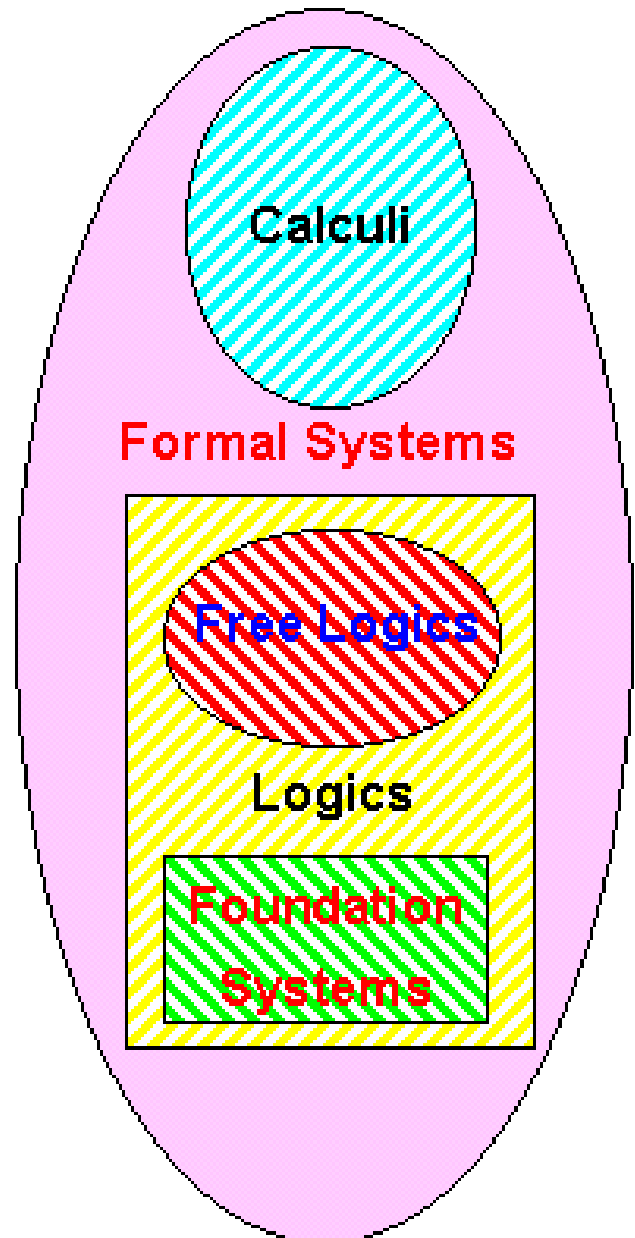 Calculi
Formal Systems
Free Logics
Logics
Foundation
Systems